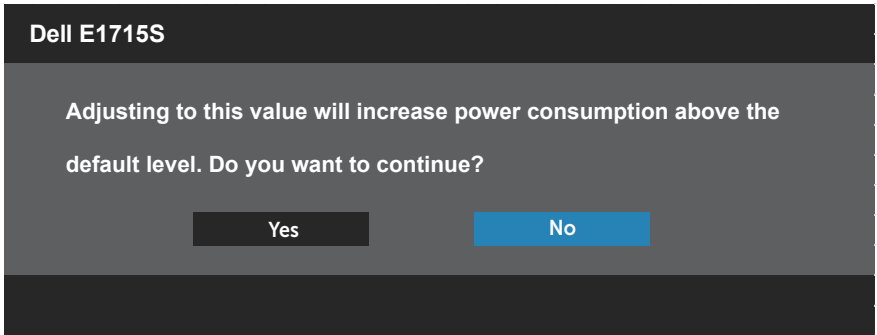 Dell E1715S
Adjusting to this value will increase power consumption above the
default level. Do you want to continue?
Yes
No